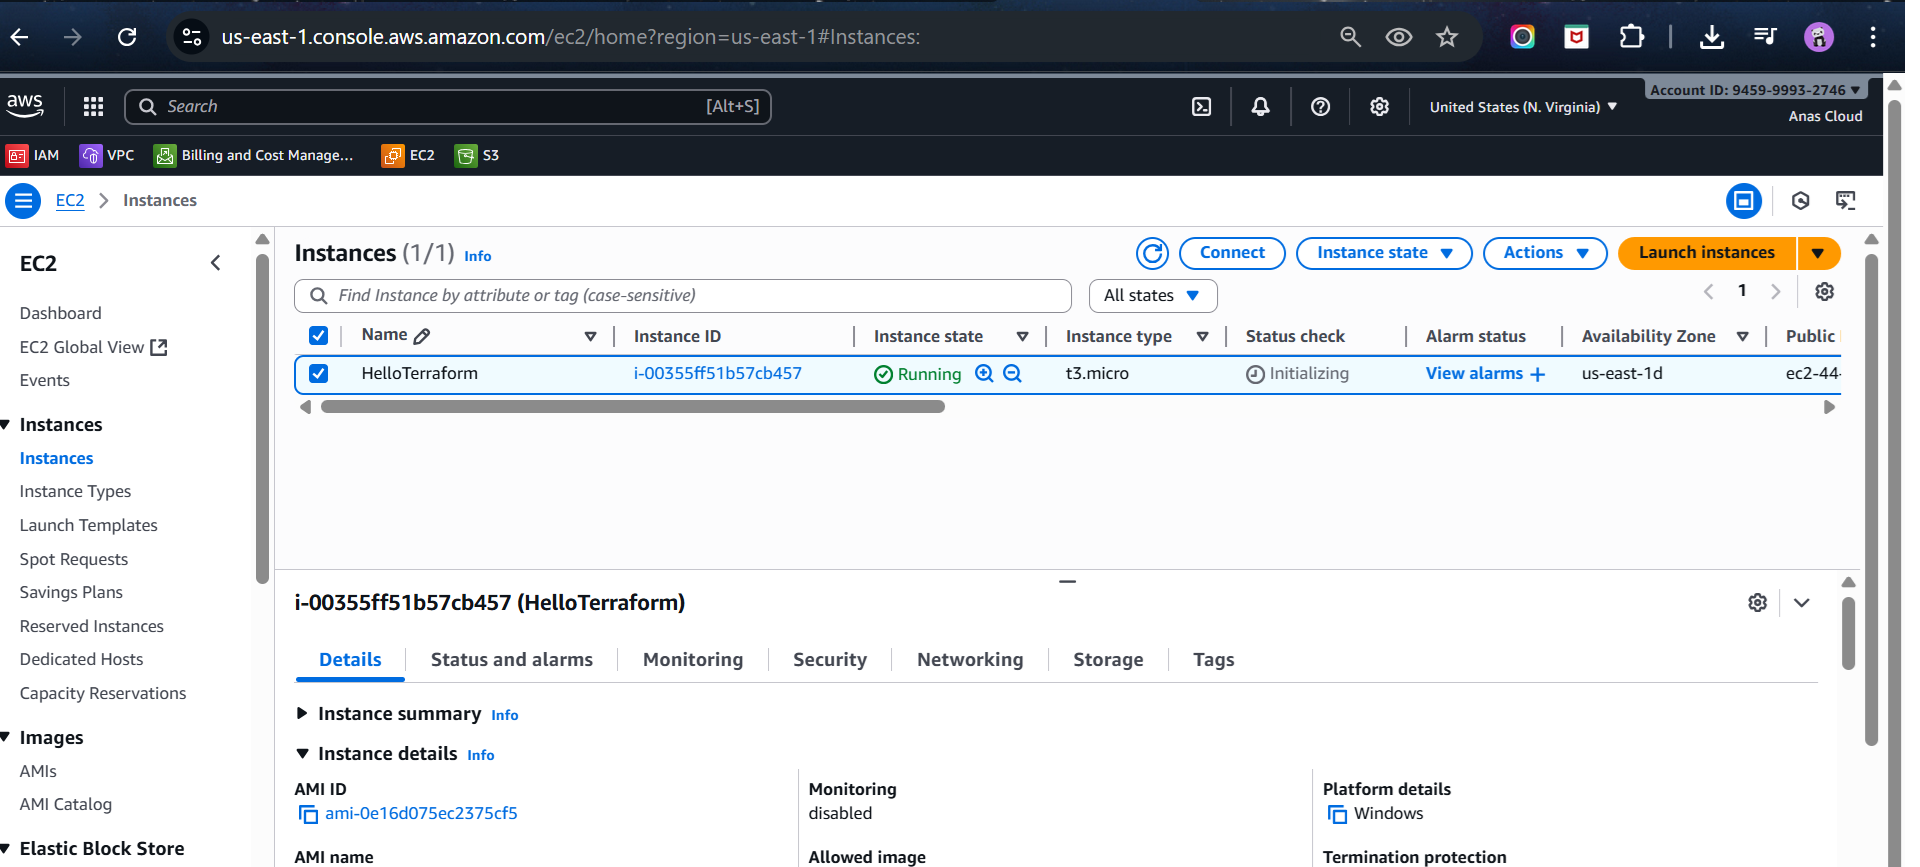 us-east-1.console.aws.amazon.com/ec2/home?region=us-east-1#Instances:
aws
Search
[Alt+S]
United States (N. Virginia)
Account ID: 9459-9993-2746
Anas Cloud
IAM
VPC
Billing and Cost Manage...
EC2
S3
EC2
Instances
EC2
Dashboard
EC2 Global View
Events
Instances
Instances
Instance Types
Launch Templates
Spot Requests
Savings Plans
Reserved Instances
Dedicated Hosts
Capacity Reservations
Images
AMIs
AMI Catalog
Elastic Block Store
Instances (1/1) Info
Connect
Instance state
Actions
Launch instances
Find Instance by attribute or tag (case-sensitive)
All states
1
Name
Instance ID
Instance state
Instance type
Status check
Alarm status
Availability Zone
Public
HelloTerraform
i-00355ff51b57cb457
Running
t3.micro
Initializing
View alarms +
us-east-1d
ec2-44-
i-00355ff51b57cb457 (HelloTerraform)
Details
Status and alarms
Monitoring
Security
Networking
Storage
Tags
Instance summary Info
Instance details Info
AMI ID
ami-0e16d075ec2375cf5
Monitoring
disabled
Platform details
Windows
AMI name
Allowed image
Termination protection